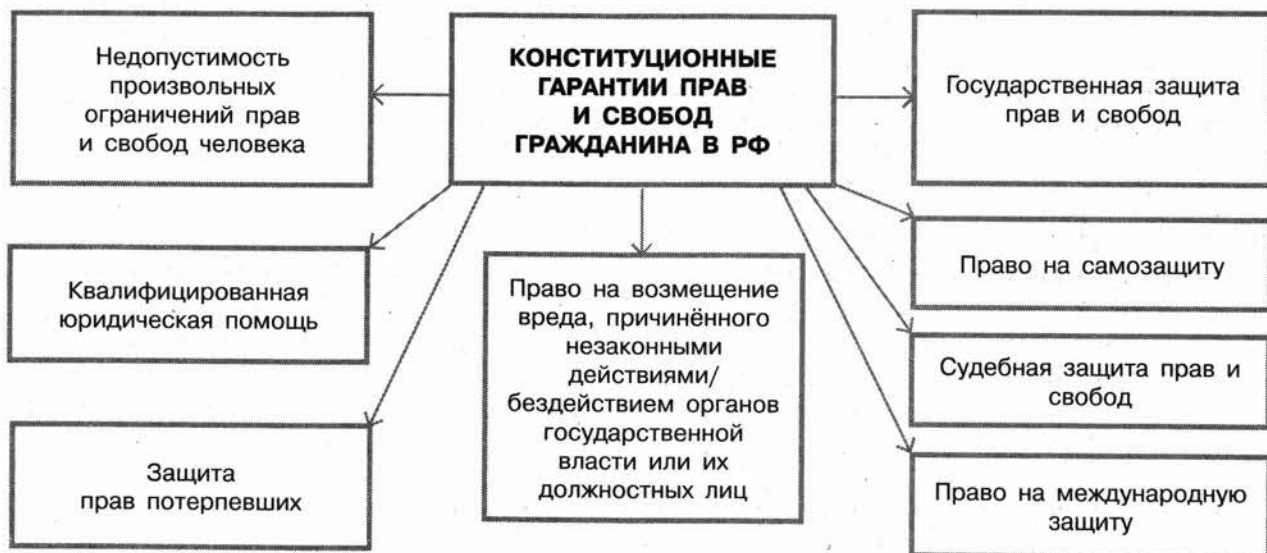 Недопустимость
произвольных
ограничений прав
и свобод человека
КОНСТИТУЦИОННЫЕ
ГАРАНТИИ ПРАВ
И СВОБОД
ГРАЖДАНИНА В РФ
Государственная защита
прав и свобод
Квалифицированная
юридическая помощь
Право на возмещение
вреда, причинённого
незаконными
действиями/
бездействием органов
государственной
власти или их
должностных лиц
Право на самозащиту
Судебная защита прав и
свобод
Защита
прав потерпевших
Право на международную
защиту